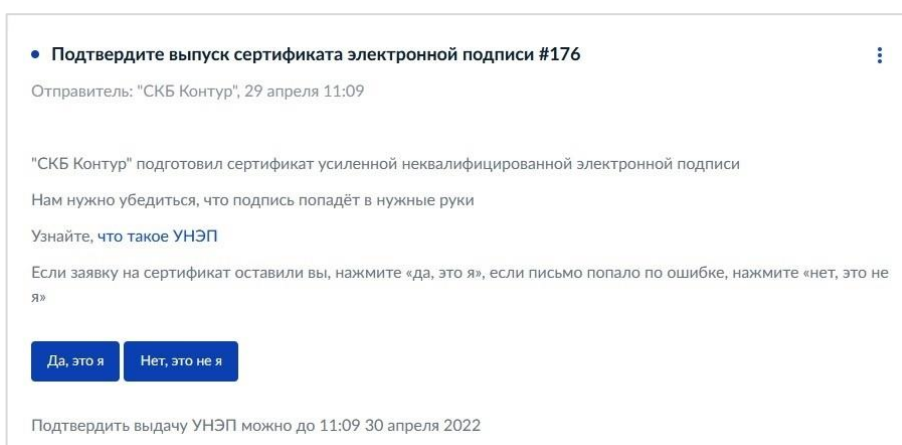 Подтвердите выпуск сертификата электронной подписи #176
Отправитель: "СКБ Контур", 29 апреля 11:09
"СКБ Контур" подготовил сертификат усиленной неквалифицированной электронной подписи
Нам нужно убедиться, что подпись попадёт в нужные руки
Узнайте, что такое УНЭП
Если заявку на сертификат оставили вы, нажмите «да, это я», если письмо попало по ошибке, нажмите «нет, это не
я»
Да, это я Нет, это не я
Подтвердить выдачу УНЭП можно до 11:09 30 апреля 2022